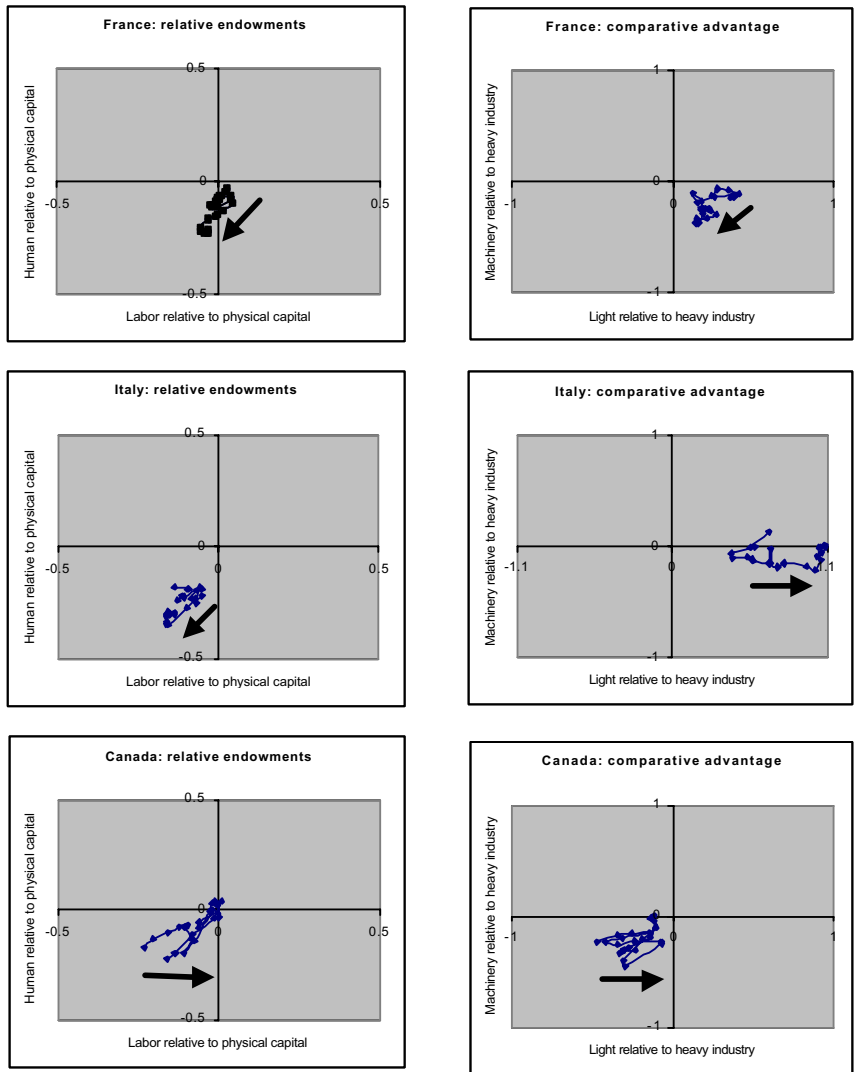 France: relative endowments
Human relative to physical capital
0.5
0
-0.5
0.5
-0.5
Labor relative to physical capital
France: comparative advantage
Machinery relative to heavy industry
1
0
-1
0
1
-1
Light relative to heavy industry
Italy: relative endowments
Human relative to physical capital
0.5
0
-0.5
0
0.5
-0.5
Labor relative to physical capital
Italy: comparative advantage
Machinery relative to heavy industry
1
0
-1.1
0
1.1
-1
Light relative to heavy industry
Canada: relative endowments
Human relative to physical capital
0.5
0
-0.5
0
0.5
-0.5
Labor relative to physical capital
Canada: comparative advantage
Machinery relative to heavy industry
1
0
-1
0
1
-1
Light relative to heavy industry